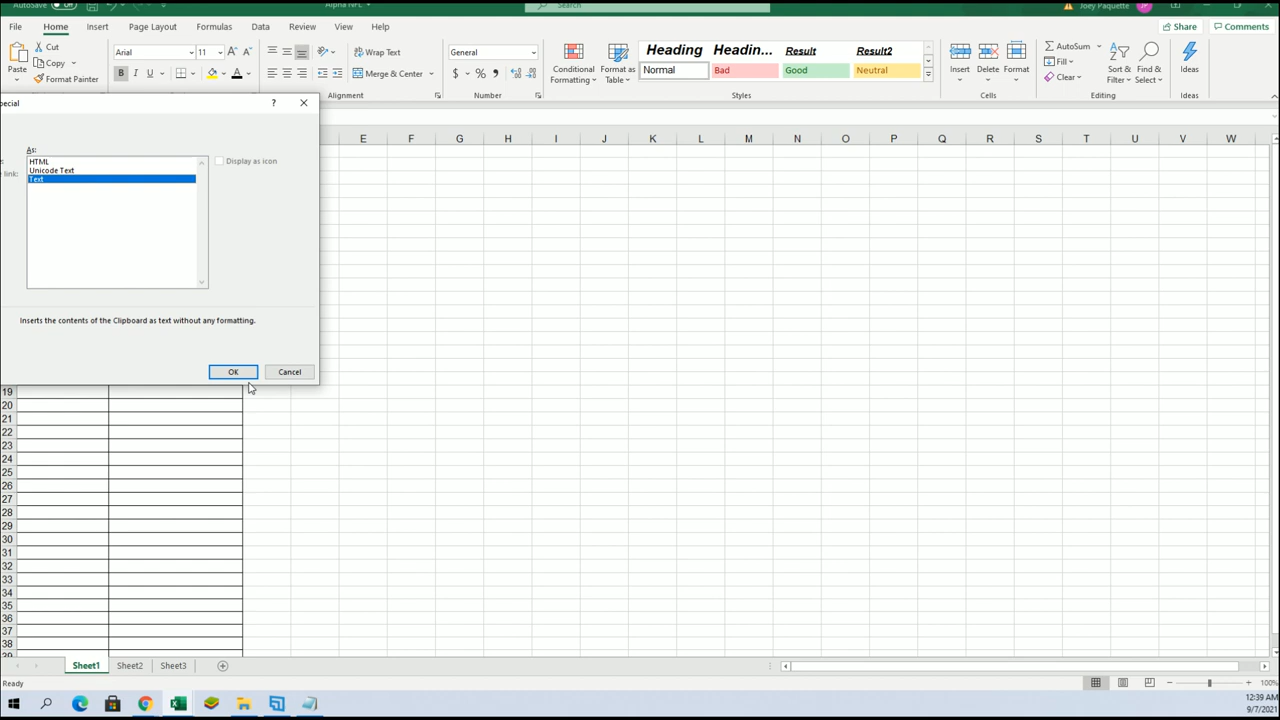 AutoSave Off Alpha NFL Search Joey Paquette JP
File Home Insert Page Layout Formulas Data Review View Help Share Comments
Paste Cut Copy Format Painter
Arial 11 A A
B I U A
Wrap Text
Merge & Center
Alignment
General
$ % 9
Number
Conditional Formatting Format as Table
Heading Headin... Result Result2
Normal Bad Good Neutral
Styles
Insert Delete Format
Cells
AutoSum Fill Clear
Sort & Filter Find & Select
Editing
Ideas
Ideas
pecial ?
As:
HTML
Unicode Text
Text
link:
Display as icon
Inserts the contents of the Clipboard as text without any formatting.
OK Cancel
E F G H I J K L M N O P Q R S T U V W
19
20
21
22
23
24
25
26
27
28
29
30
31
32
33
34
35
36
37
38
39
Sheet1 Sheet2 Sheet3
Ready 100%
12:39 AM
9/7/2021